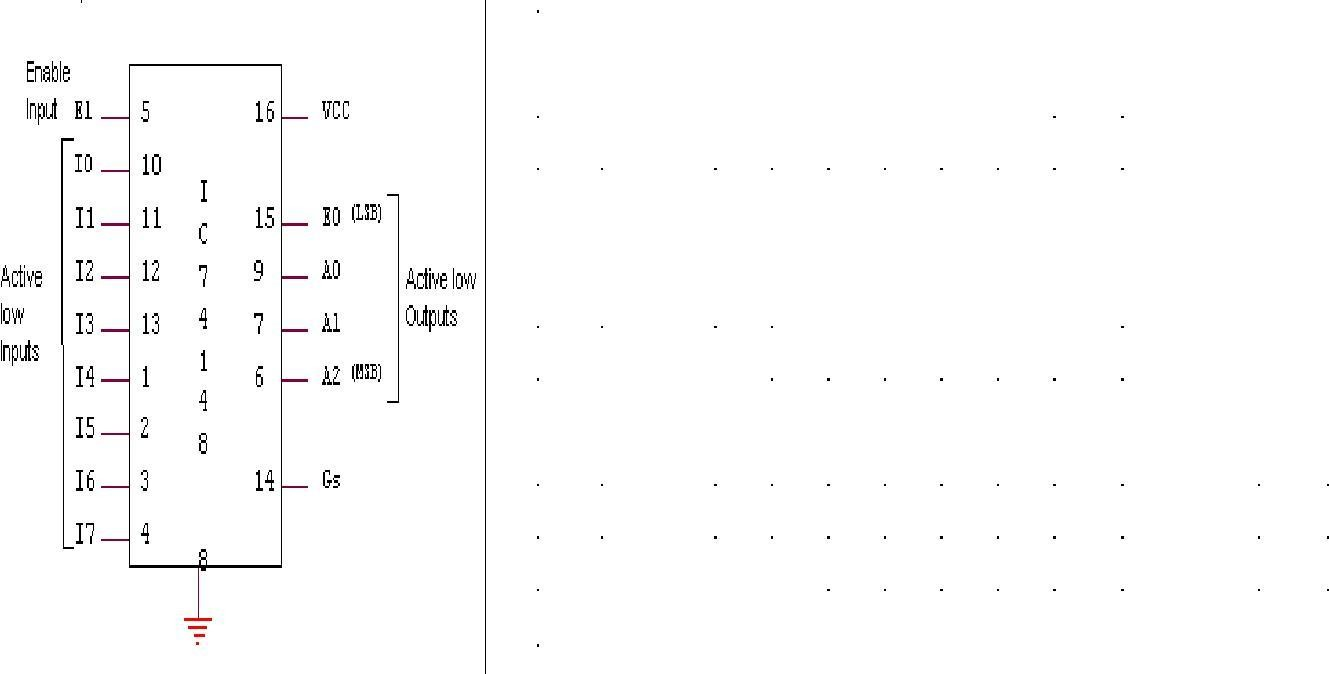 Enable
Input E1 5 16 VCC
I0 10
I1 11 15 E0 (LSB)
I2 12 9 A0
Active low Inputs
Active low Outputs
I3 13 7 A1
I4 1 6 A2 (MSB)
I5 2
I6 3 14 Gs
I7 4
I C 7 4 1 4 8
8